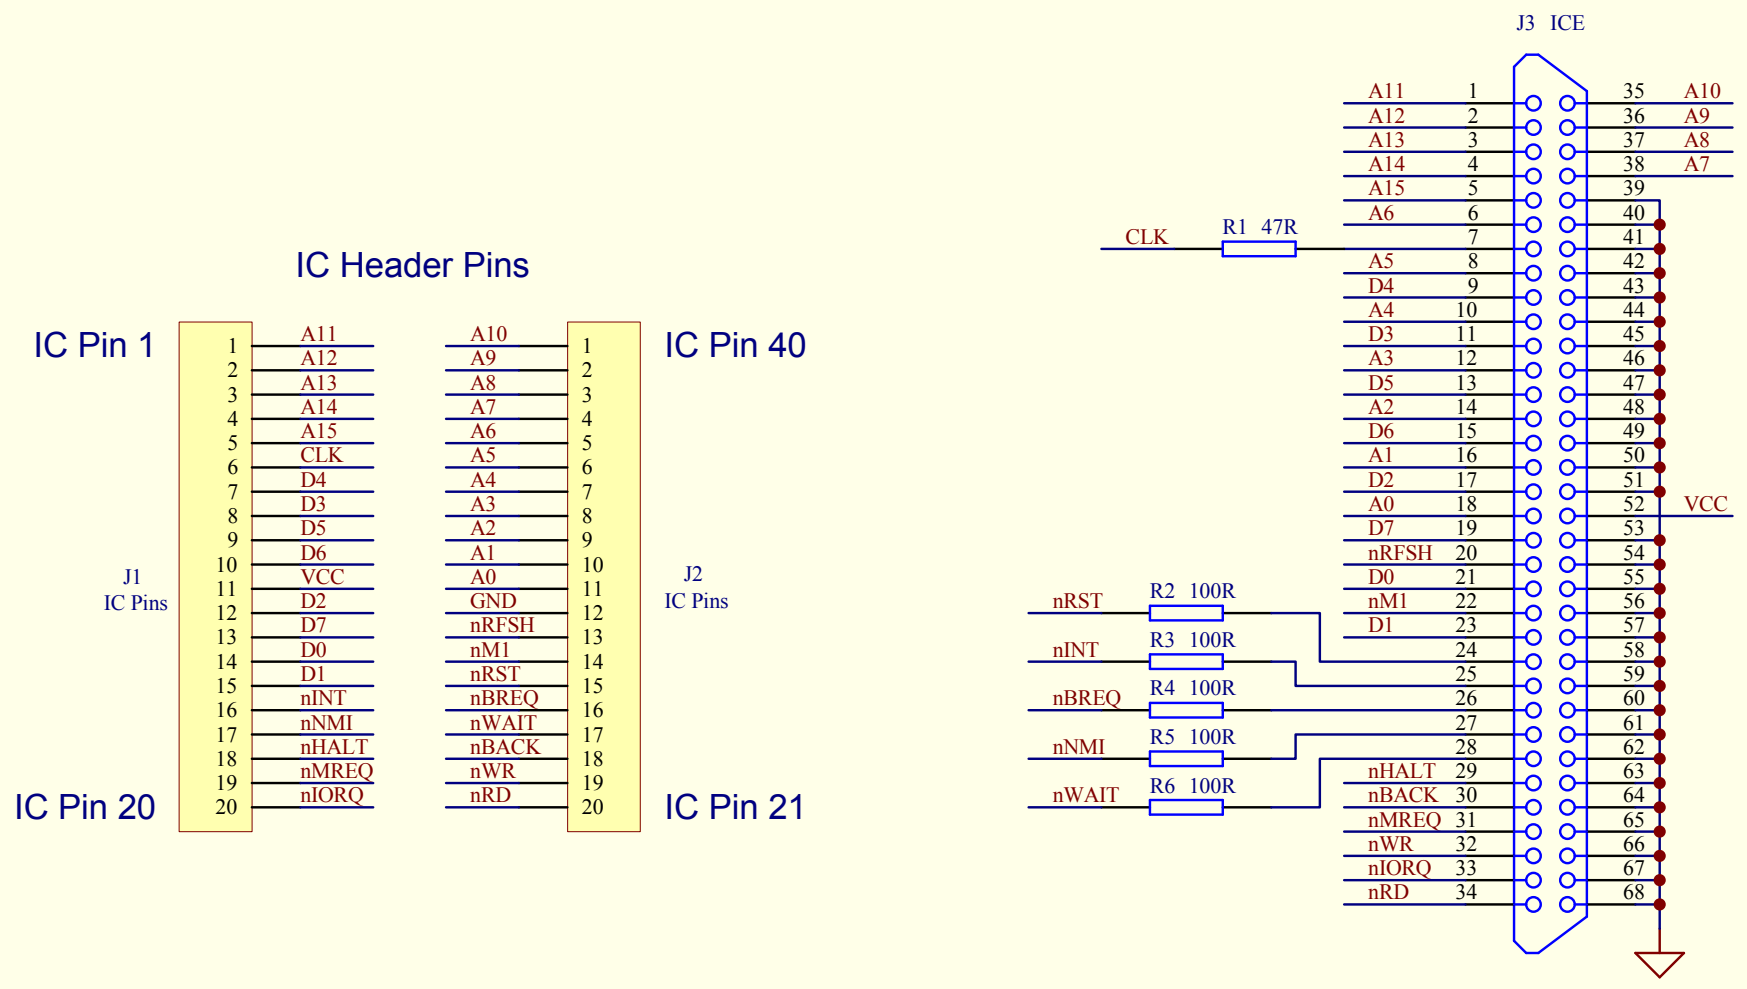 J3 ICE
IC Header Pins
IC Pin 1
IC Pin 40
IC Pin 20
IC Pin 21
J1
IC Pins
1 A11
2 A12
3 A13
4 A14
5 A15
6 CLK
7 D4
8 D3
9 D5
10 D6
11 VCC
12 D2
13 D7
14 D0
15 D1
16 nINT
17 nNMI
18 nHALT
19 nMREQ
20 nIORQ
A10 1
A9 2
A8 3
A7 4
A6 5
A5 6
A4 7
A3 8
A2 9
A1 10
A0 11
GND 12
nRFSH 13
nM1 14
nRST 15
nBREQ 16
nWAIT 17
nBACK 18
nWR 19
nRD 20
J2
IC Pins
A11 1 35 A10
A12 2 36 A9
A13 3 37 A8
A14 4 38 A7
A15 5 39
A6 6 40
CLK R1 47R 7 41
A5 8 42
D4 9 43
A4 10 44
D3 11 45
A3 12 46
D5 13 47
A2 14 48
D6 15 49
A1 16 50
D2 17 51
A0 18 52 VCC
D7 19 53
nRFSH 20 54
D0 21 55
nM1 22 56
D1 23 57
nRST R2 100R 24 58
nINT R3 100R 25 59
nBREQ R4 100R 26 60
nNMI R5 100R 27 61
nWAIT R6 100R 28 62
nHALT 29 63
nBACK 30 64
nMREQ 31 65
nWR 32 66
nIORQ 33 67
nRD 34 68